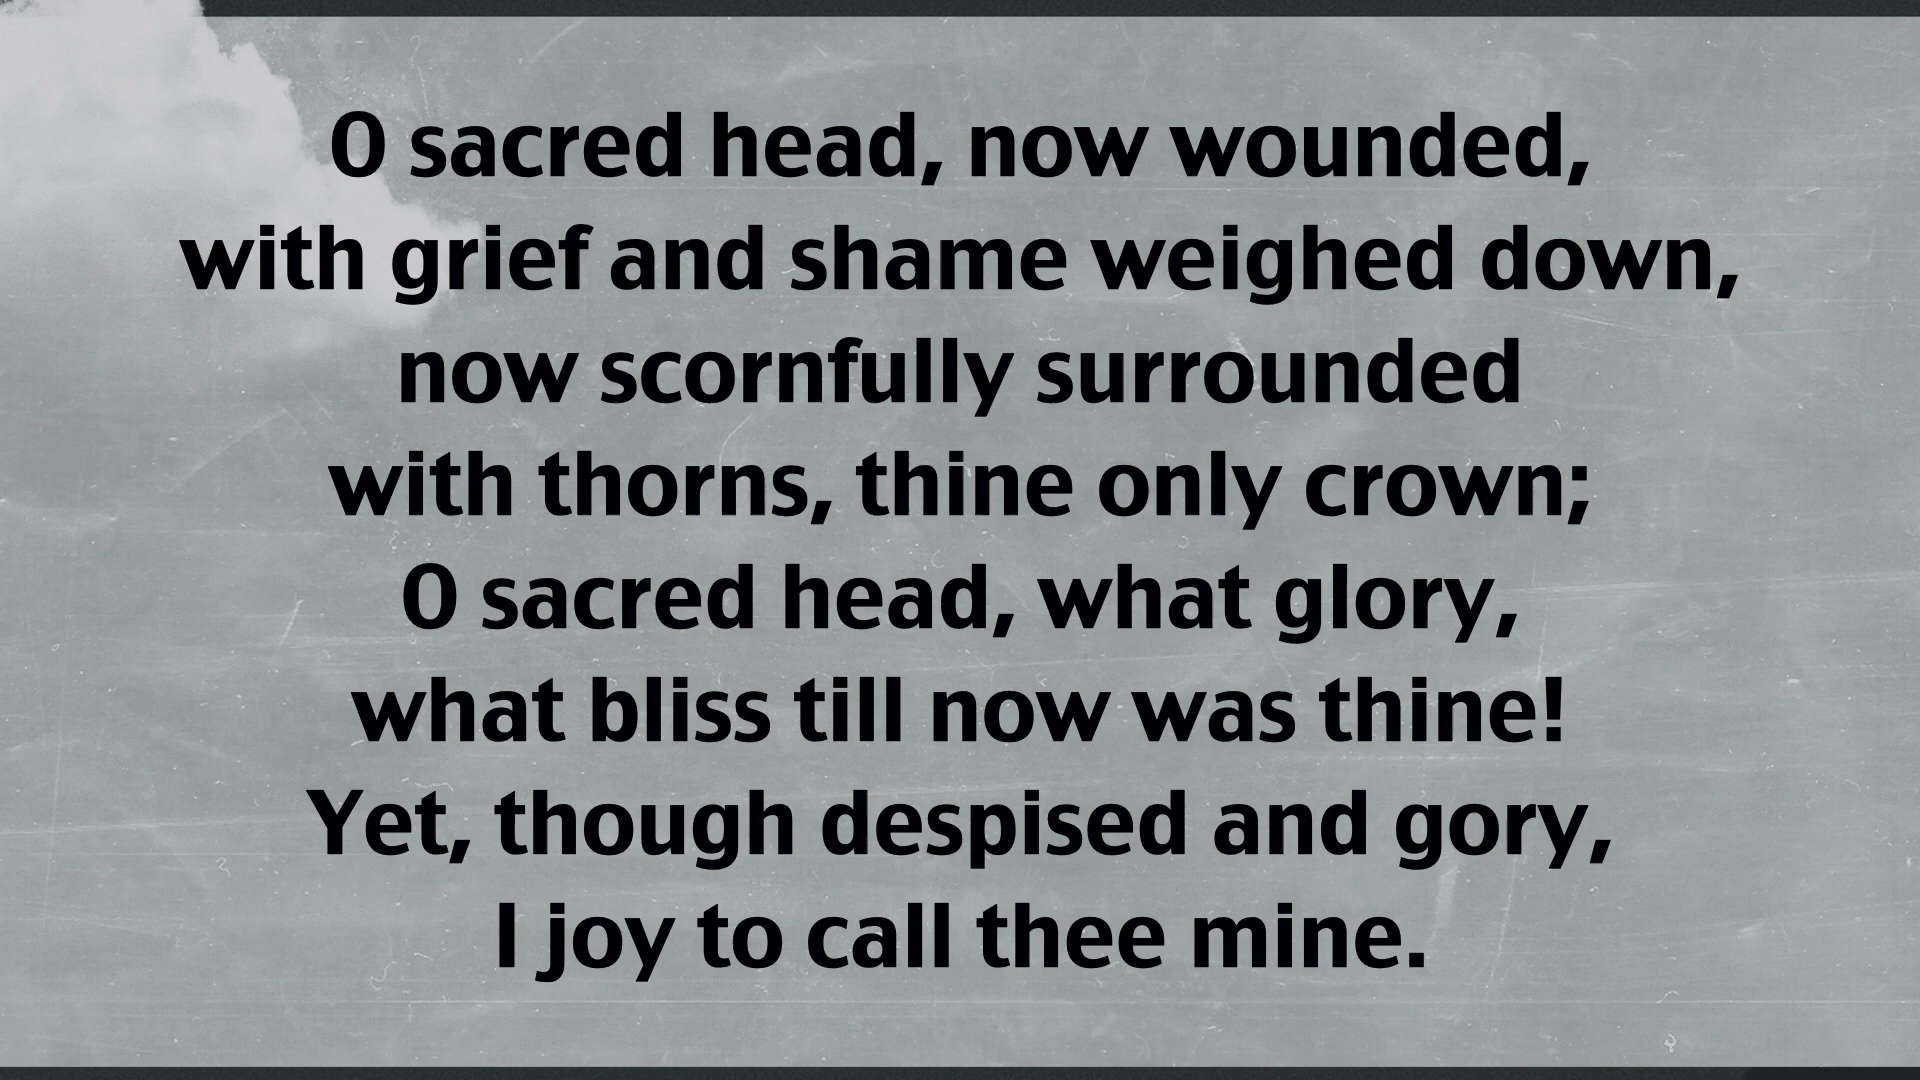 O sacred head, now wounded,
with grief and shame weighed down,
now scornfully surrounded
with thorns, thine only crown;
O sacred head, what glory,
what bliss till now was thine!
Yet, though despised and gory,
I joy to call thee mine.